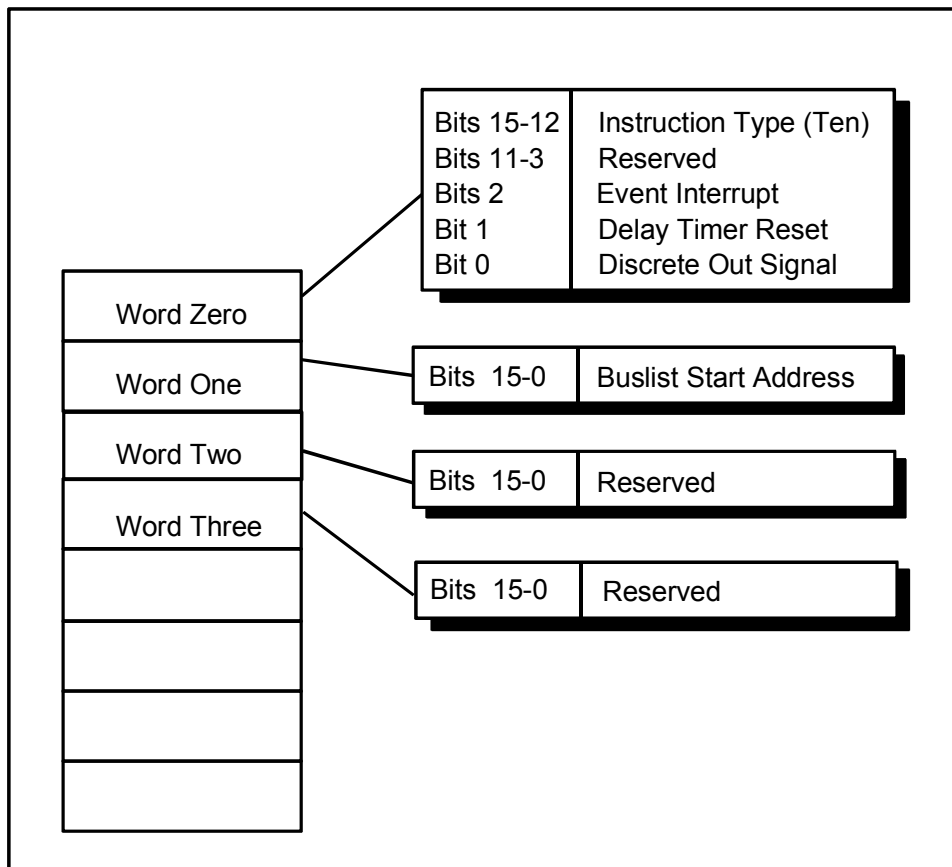 Bits 15-12 Instruction Type (Ten)
Bits 11-3 Reserved
Bits 2 Event Interrupt
Bit 1 Delay Timer Reset
Bit 0 Discrete Out Signal
Word Zero
Word One
Bits 15-0 Buslist Start Address
Word Two
Bits 15-0 Reserved
Word Three
Bits 15-0 Reserved